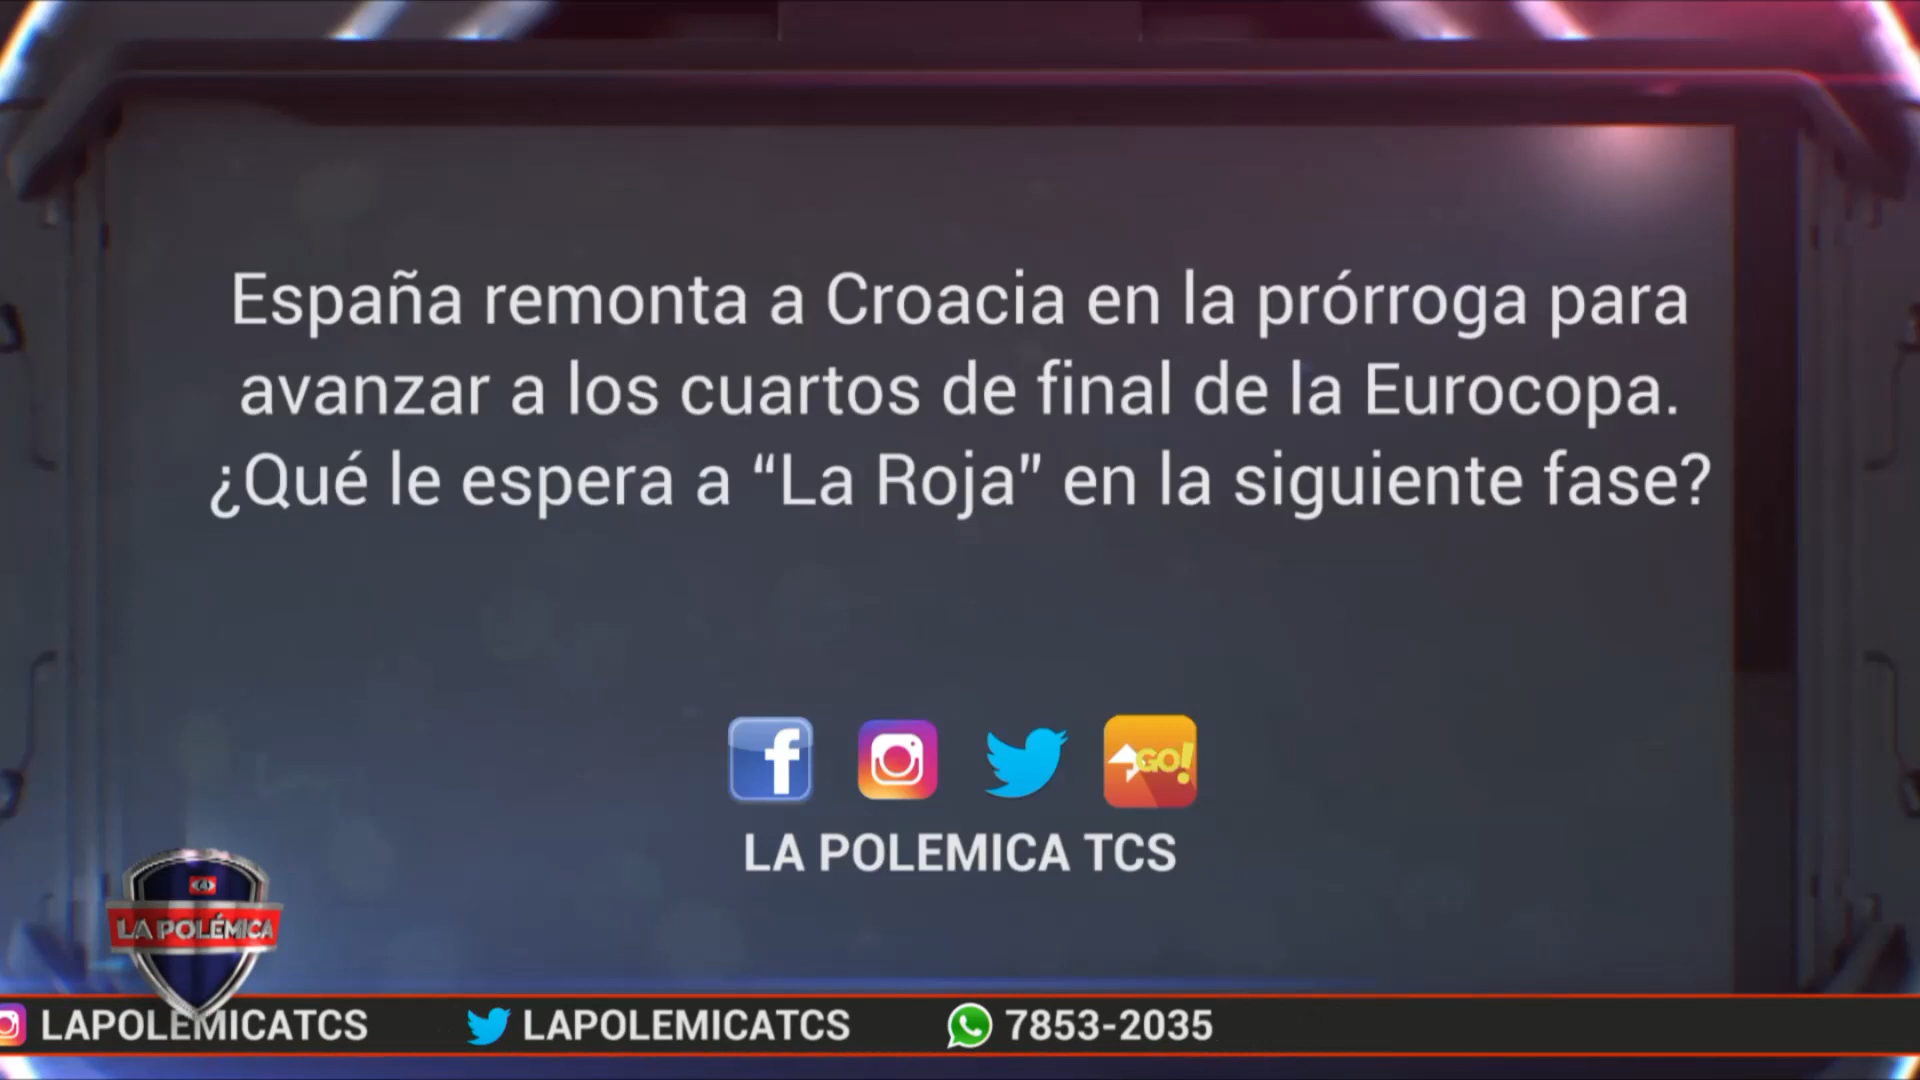 España remonta a Croacia en la prórroga para
avanzar a los cuartos de final de la Eurocopa.
¿Qué le espera a “La Roja” en la siguiente fase?
GO!
LA POLEMICA TCS
4
LA POLÉMICA
LAPOLEMICATCS LAPOLEMICATCS 7853-2035